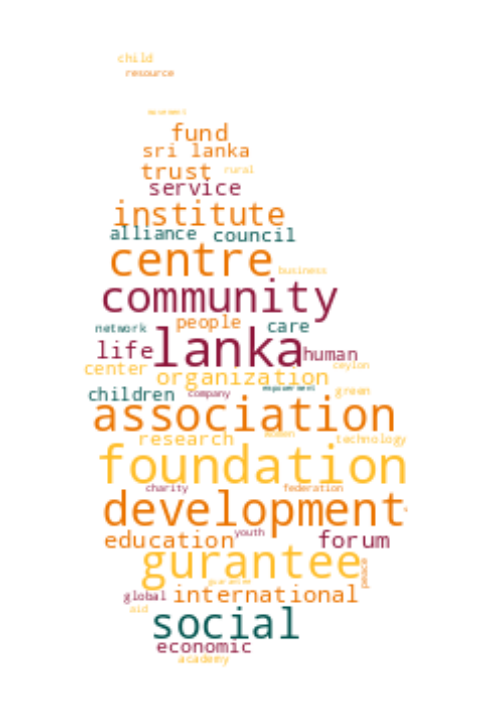 child
resource
fund
sri lanka
trust rural
service
institute
alliance council
centre business
community
network people care
life lanka human
center organization ceylon
children company empowerment green
association
research women technology
foundation
charity federation
development
education youth forum
gurantee peace
guarantee
global international
aid
social
economic
academy